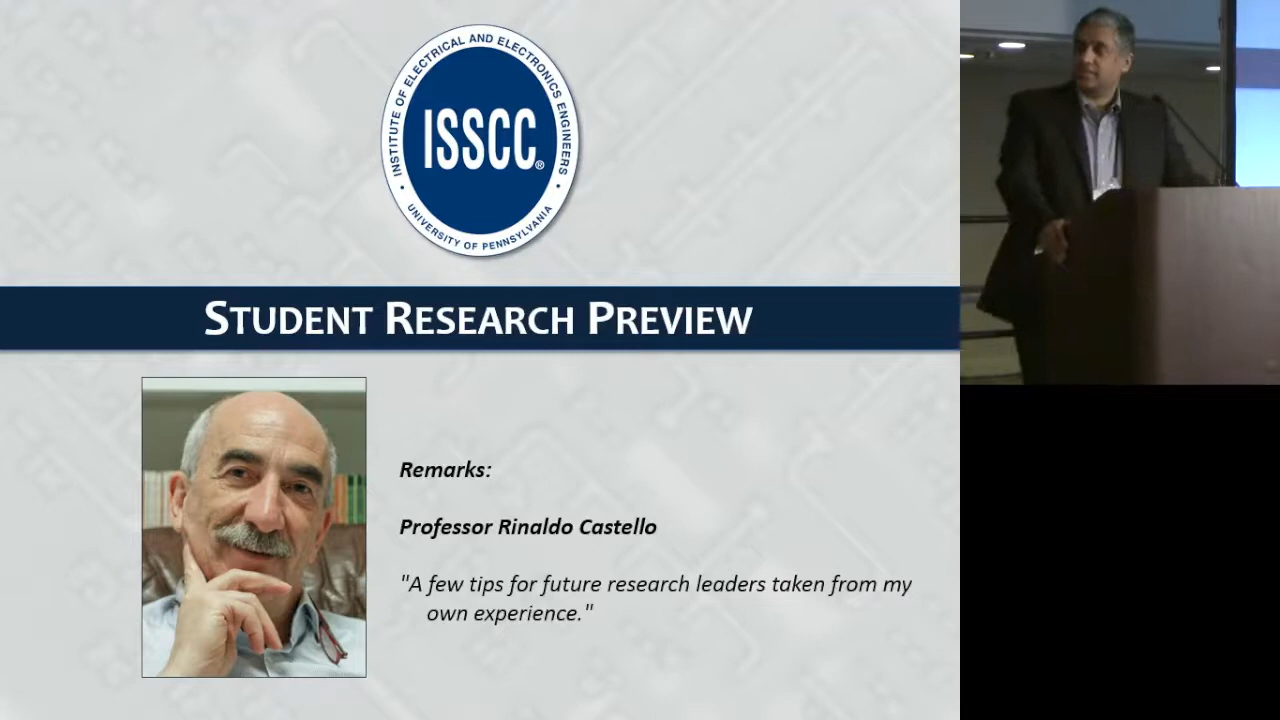 INSTITUTE OF ELECTRICAL AND ELECTRONICS ENGINEERS
ISSCC®
• UNIVERSITY OF PENNSYLVANIA •
STUDENT RESEARCH PREVIEW
Remarks:
Professor Rinaldo Castello
"A few tips for future research leaders taken from my
own experience."